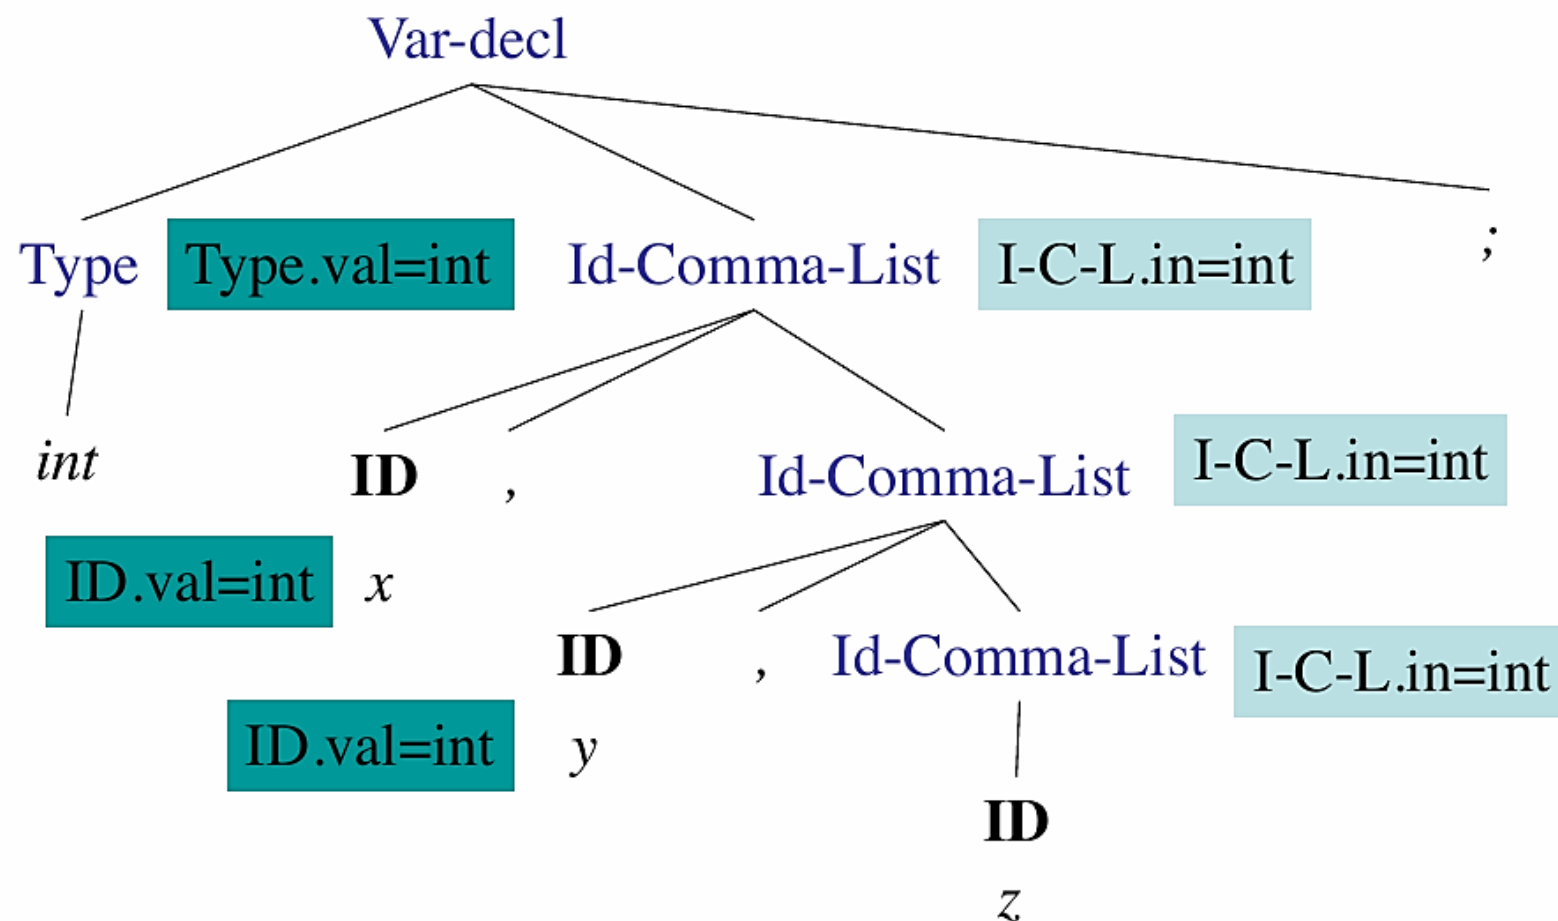 Var-decl
Type Type.val=int Id-Comma-List I-C-L.in=int ;
int ID , Id-Comma-List I-C-L.in=int
ID.val=int x
ID , Id-Comma-List I-C-L.in=int
ID.val=int y
ID
z